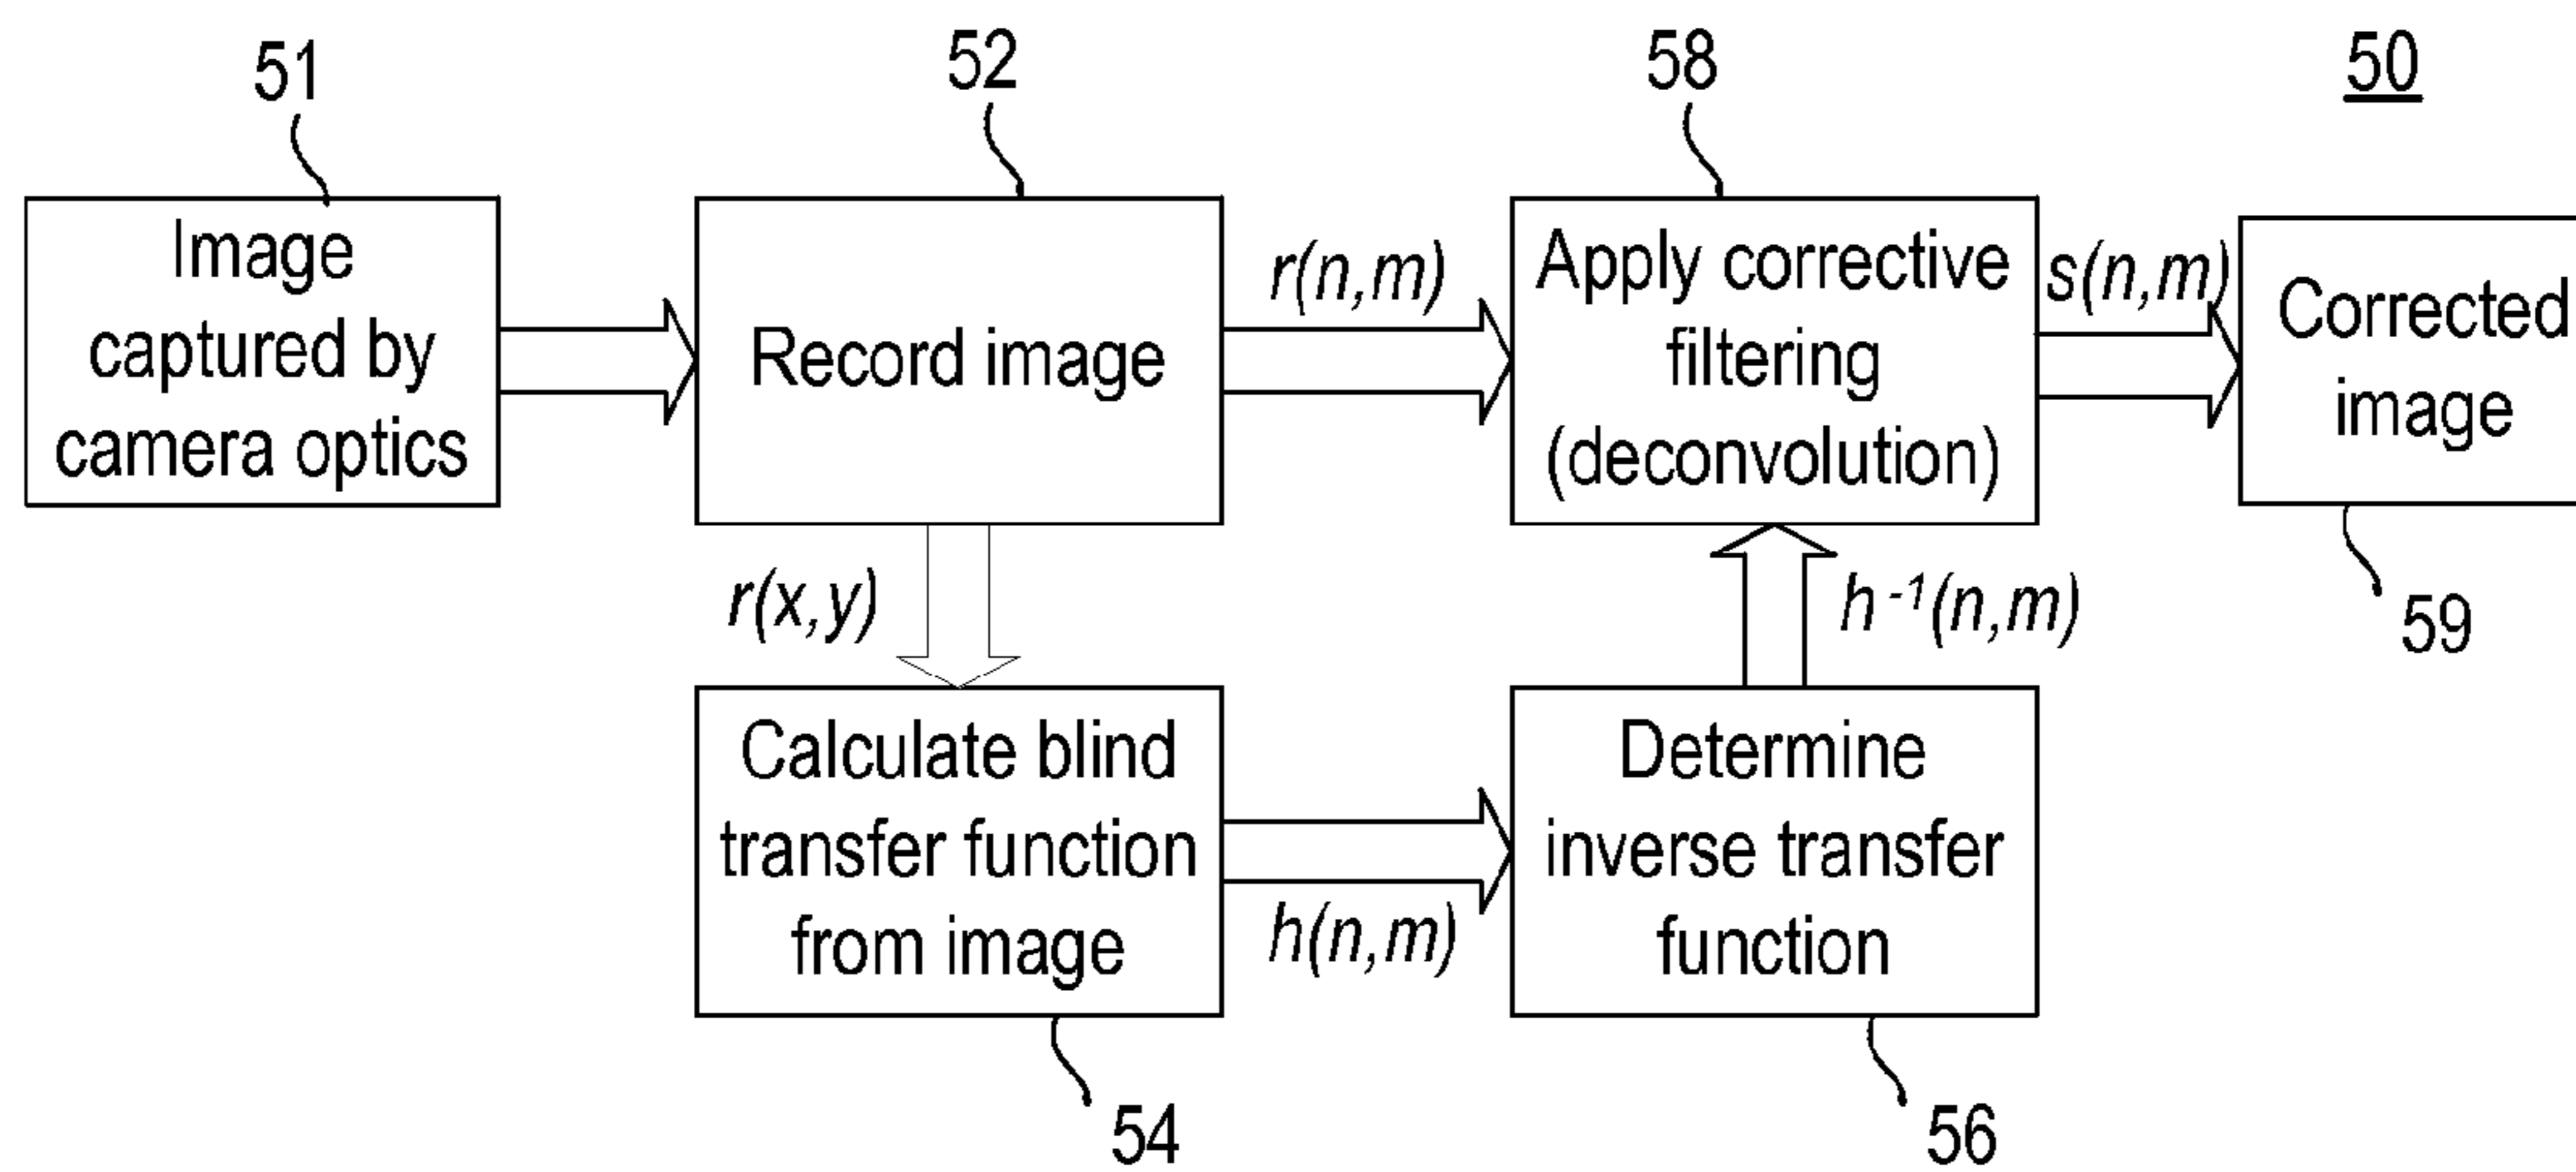 51
52
58
50
Image
captured by
camera optics
Record image
r(n,m)
Apply corrective
filtering
(deconvolution)
s(n,m)
Corrected
image
r(x,y)
h⁻¹(n,m)
59
Calculate blind
transfer function
from image
h(n,m)
Determine
inverse transfer
function
54
56